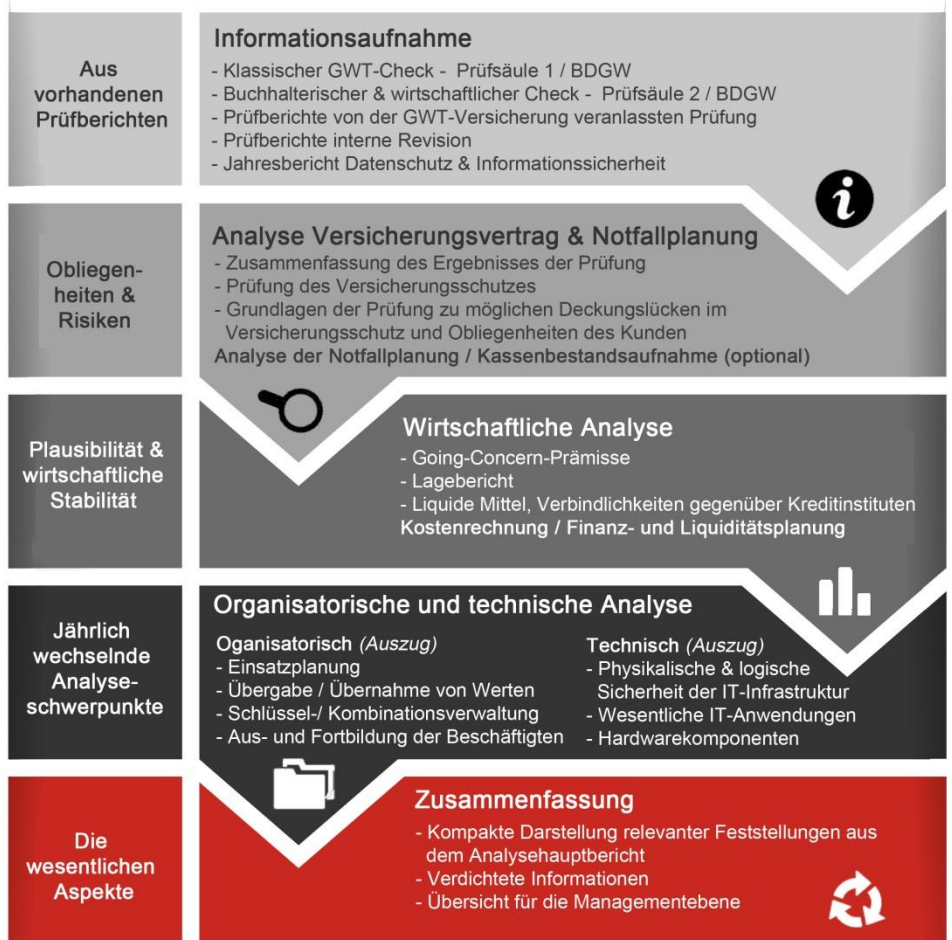 Aus
vorhandenen
Prüfberichten
Informationsaufnahme
- Klassischer GWT-Check - Prüfsäule 1 / BDGW
- Buchhalterischer & wirtschaftlicher Check - Prüfsäule 2 / BDGW
- Prüfberichte von der GWT-Versicherung veranlassten Prüfung
- Prüfberichte interne Revision
- Jahresbericht Datenschutz & Informationssicherheit
i
Obliegen-
heiten &
Risiken
Analyse Versicherungsvertrag & Notfallplanung
- Zusammenfassung des Ergebnisses der Prüfung
- Prüfung des Versicherungsschutzes
- Grundlagen der Prüfung zu möglichen Deckungslücken im
Versicherungsschutz und Obliegenheiten des Kunden
Analyse der Notfallplanung / Kassenbestandsaufnahme (optional)
Plausibilität &
wirtschaftliche
Stabilität
Wirtschaftliche Analyse
- Going-Concern-Prämisse
- Lagebericht
- Liquide Mittel, Verbindlichkeiten gegenüber Kreditinstituten
Kostenrechnung / Finanz- und Liquiditätsplanung
Jährlich
wechselnde
Analyse-
schwerpunkte
Organisatorische und technische Analyse
Oganisatorisch (Auszug)
- Einsatzplanung
- Übergabe / Übernahme von Werten
- Schlüssel-/ Kombinationsverwaltung
- Aus- und Fortbildung der Beschäftigten
Technisch (Auszug)
- Physikalische & logische
Sicherheit der IT-Infrastruktur
- Wesentliche IT-Anwendungen
- Hardwarekomponenten
Die
wesentlichen
Aspekte
Zusammenfassung
- Kompakte Darstellung relevanter Feststellungen aus
dem Analysehauptbericht
- Verdichtete Informationen
- Übersicht für die Managementebene